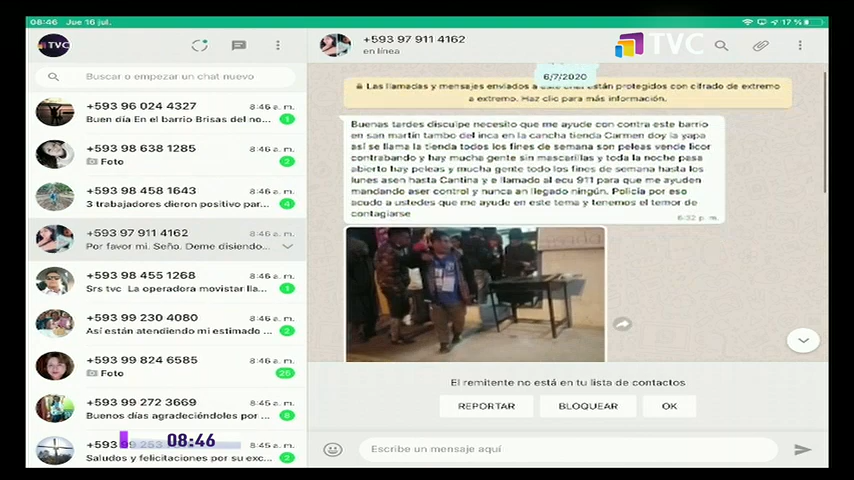 08:46 Jue 16 jul.
17 %
TVC
Buscar o empezar un chat nuevo
+593 96 024 4327 8:46 a. m.
Buen día En el barrio Brisas del no... 1
+593 98 638 1285 8:46 a. m.
Foto 2
+593 98 458 1643 8:46 a. m.
3 trabajadores dieron positivo par... 4
+593 97 911 4162 8:46 a. m.
Por favor mi. Seño. Deme disiendo...
+593 98 455 1268 8:46 a. m.
Srs tvc La operadora movistar lla... 1
+593 99 230 4080 8:46 a. m.
Así están atendiendo mi estimado ... 2
+593 99 824 6585 8:46 a. m.
Foto 26
+593 99 272 3669 8:45 a. m.
Buenos días agradeciéndoles por ... 8
+593 99 253 8:45 a. m.
Saludos y felicitaciones por su exc... 2
08:46
+593 97 911 4162
en línea
TVC
6/7/2020
Las llamadas y mensajes enviados a este chat están protegidos con cifrado de extremo
a extremo. Haz clic para más información.
Buenas tardes disculpe necesito que me ayude con contra este barrio
en san martin tambo del inca en la cancha tienda Carmen doy la yapa
así se llama la tienda todos los fines de semana son peleas vende licor
contrabando y hay mucha gente sin mascarillas y toda la noche pasa
abierto hay peleas y mucha gente todo los fines de semana hasta los
lunes asen hasta Cantina y e llamado al ecu 911 para que me ayuden
mandando aser control y nunca an llegado ningún. Policia por eso
acudo a ustedes que me ayude en este tema y tenemos el temor de
contagiarse
6:32 p. m.
El remitente no está en tu lista de contactos
REPORTAR BLOQUEAR OK
Escribe un mensaje aquí